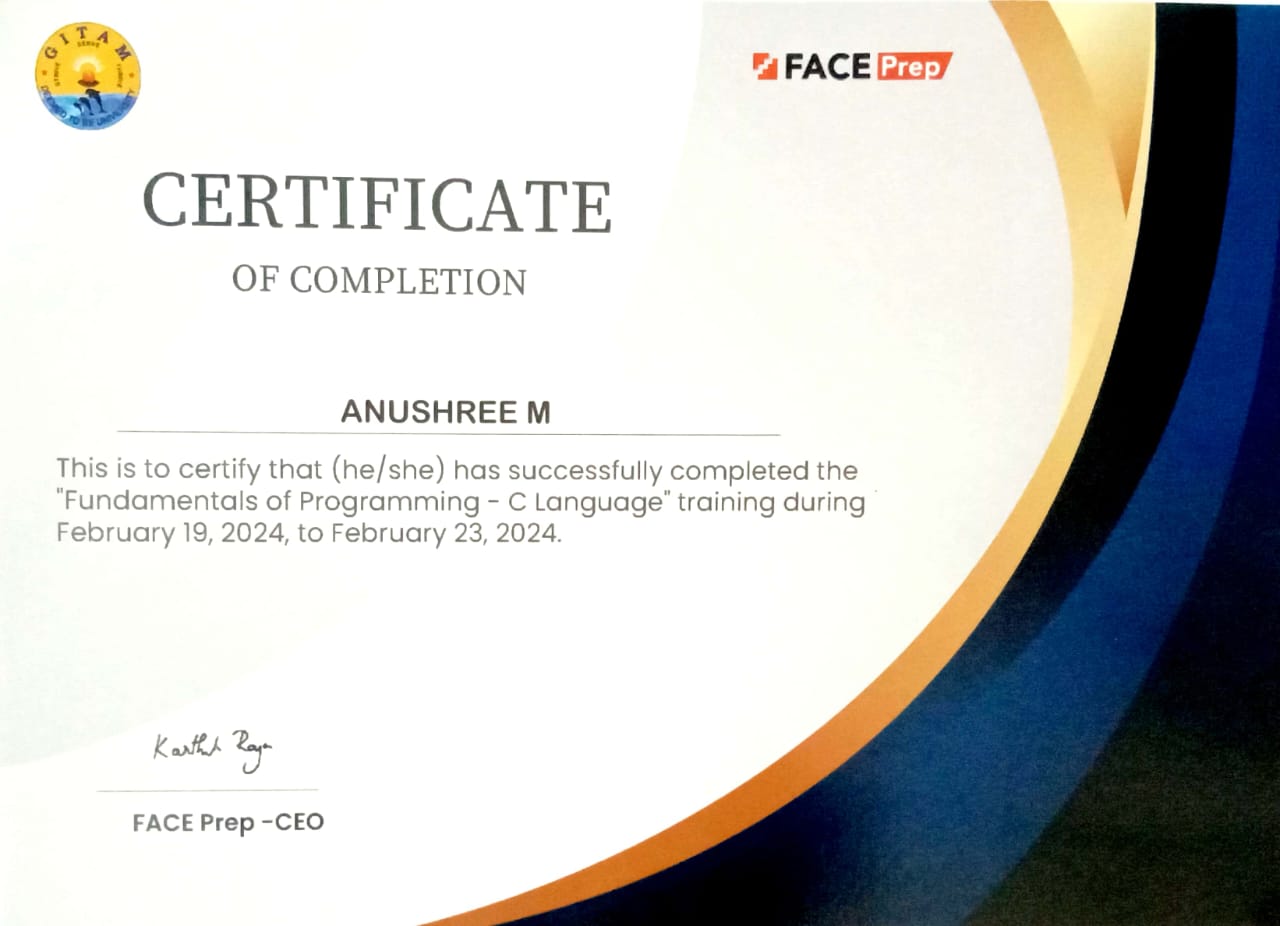 GITAM
SERVE
DEEMED TO BE UNIVERSITY
FACE Prep
CERTIFICATE
OF COMPLETION
ANUSHREE M
This is to certify that (he/she) has successfully completed the
"Fundamentals of Programming - C Language" training during
February 19, 2024, to February 23, 2024.
FACE Prep -CEO